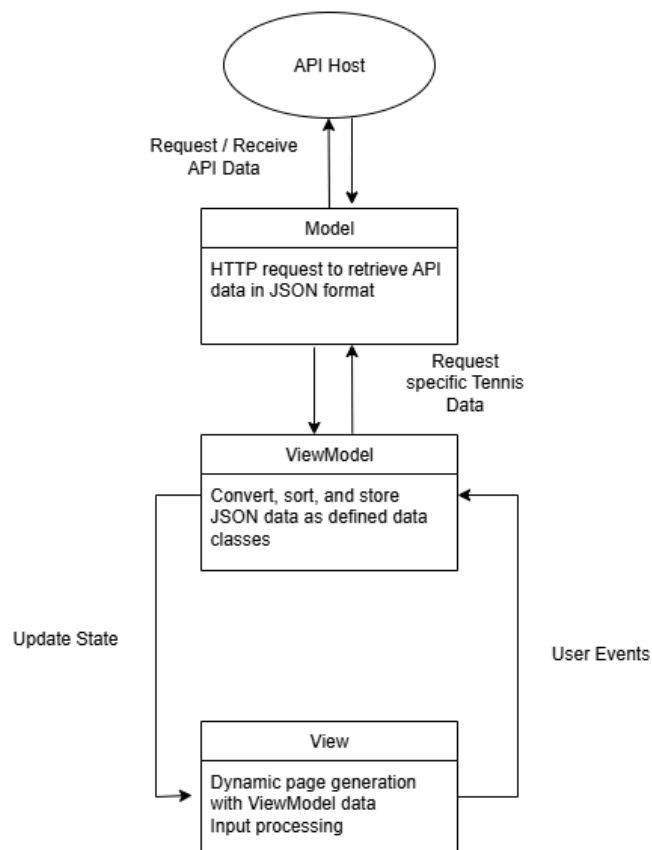 API Host
Request / Receive
API Data
Model
HTTP request to retrieve API
data in JSON format
Request
specific Tennis
Data
ViewModel
Convert, sort, and store
JSON data as defined data
classes
Update State
User Events
View
Dynamic page generation
with ViewModel data
Input processing